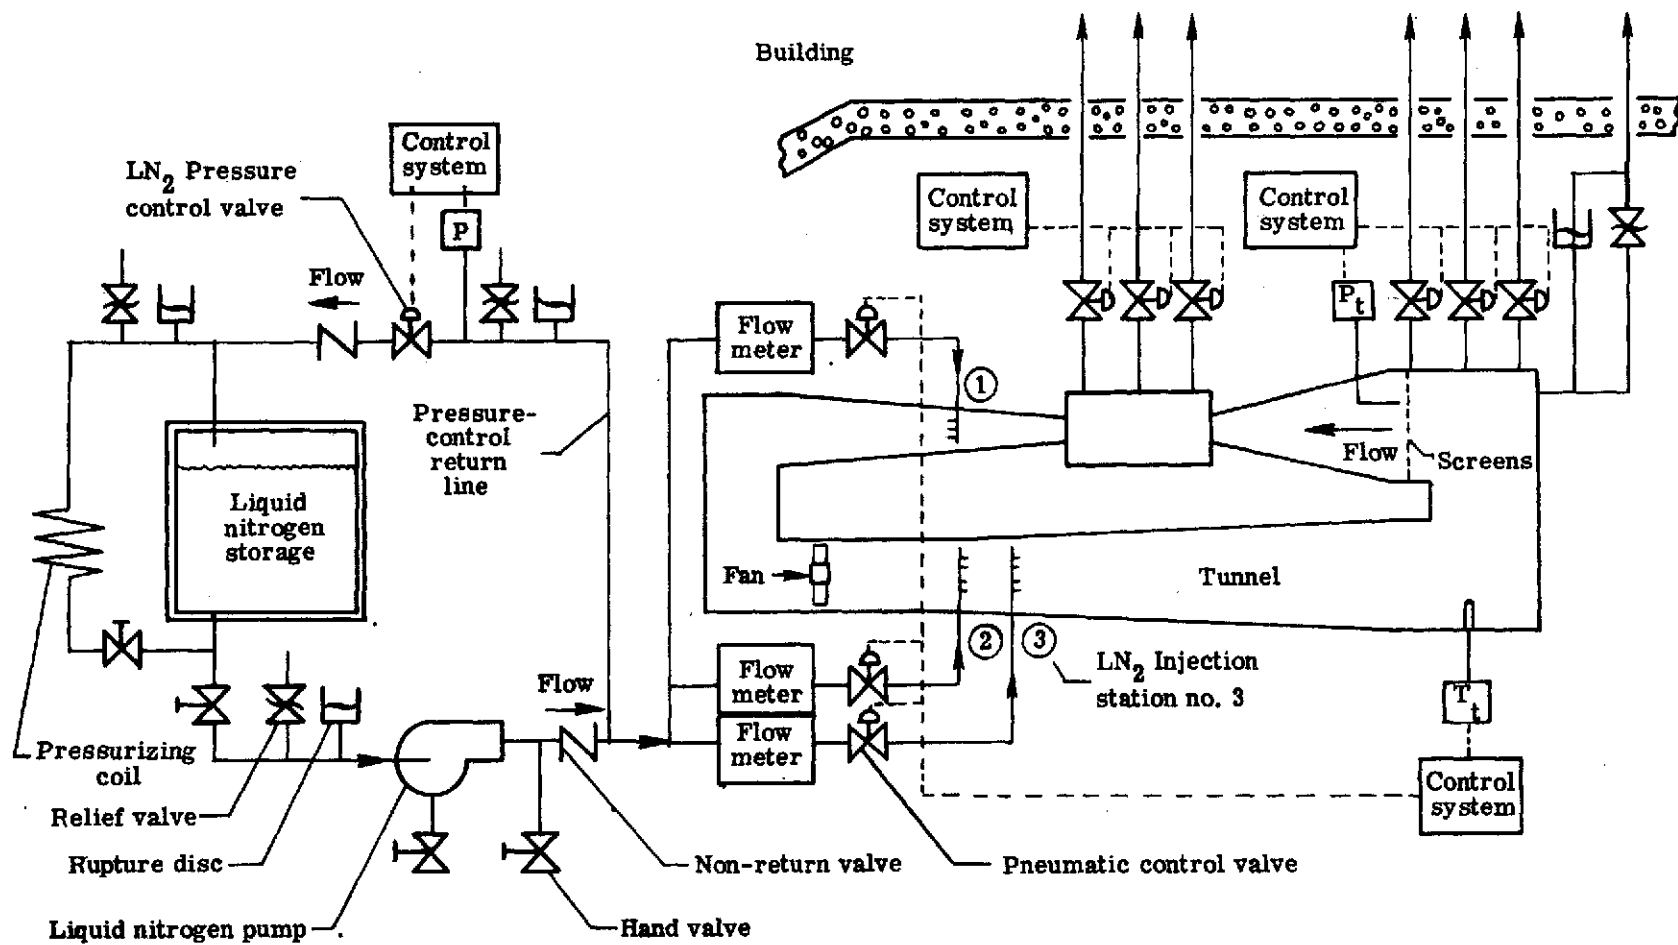 Building
Control
system
LN₂ Pressure
control valve
P
Flow
Control
system
Control
system
Pt
Flow
meter
1
Pressure-
control
return
line
Flow
Screens
Liquid
nitrogen
storage
Fan
Tunnel
2
3
LN₂ Injection
station no. 3
Flow
meter
Flow
Flow
meter
Tt
Pressurizing
coil
Control
system
Relief valve
Rupture disc
Non-return valve
Pneumatic control valve
Liquid nitrogen pump
Hand valve